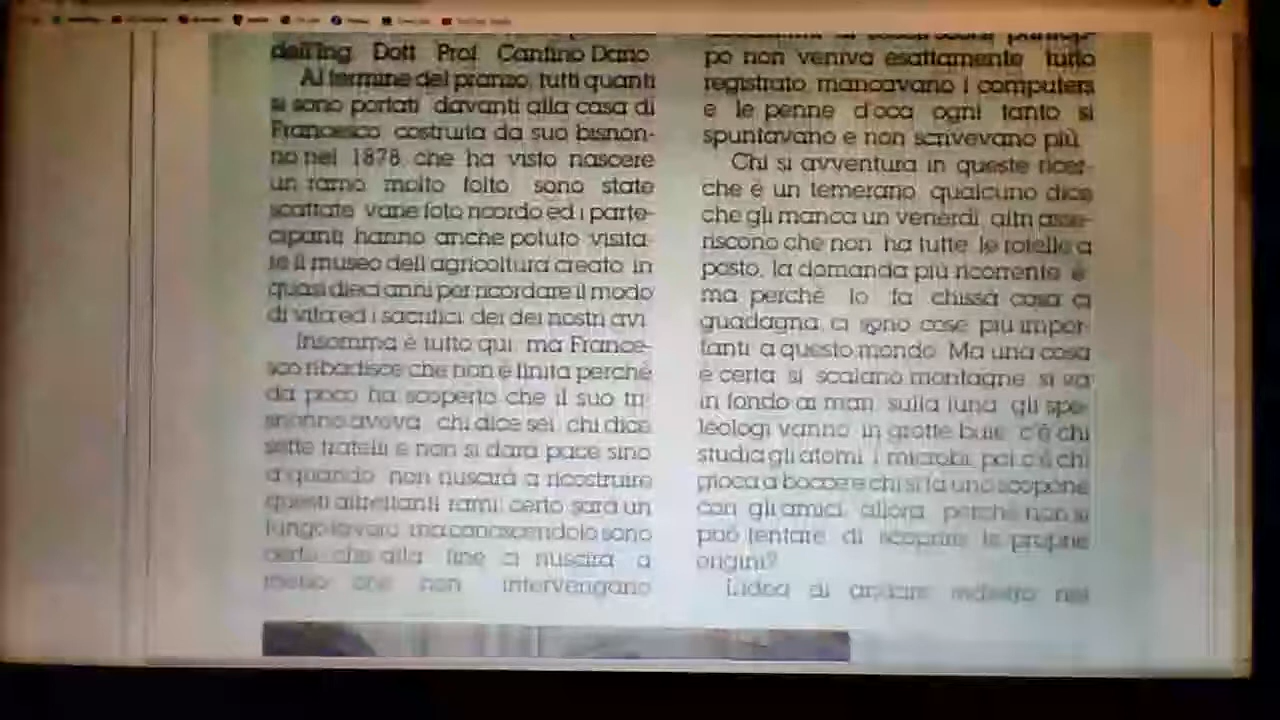 dell'Ing. Dott. Prof. Cantino Dario.
Al termine del pranzo, tutti quanti
si sono portati davanti alla casa di
Francesco costruita da suo bisnon-
no nel 1878 che ha visto nascere
un ramo molto folto sono state
scattate varie foto ricordo ed i parte-
cipanti hanno anche potuto visita-
re il museo dell'agricoltura creato in
quasi dieci anni per ricordare il modo
di vita ed i sacrifici dei dei nostri avi.
Insomma è tutto qui, ma France-
sco ribadisce che non è finita perché
da poco ha scoperto che il suo tri-
snonno aveva, chi dice sei, chi dice
sette fratelli e non si darà pace sino
a quando non riuscirà a ricostruire
questi altrettanti rami, certo sarà un
lungo lavoro, ma conoscendolo sono
certo che alla fine ci riuscirà a
meno che non intervengano
po non veniva esattamente tutto
registrato, mancavano i computers
e le penne d'oca ogni tanto si
spuntavano e non scrivevano più.
Chi si avventura in queste ricer-
che è un temerario, qualcuno dice
che gli manca un venerdì, altri asse-
riscono che non ha tutte le rotelle a
posto, la domanda più ricorrente è
ma perché lo fa chissà cosa ci
guadagna, ci sono cose più impor-
tanti a questo mondo. Ma una cosa
è certa si scalano montagne, si va
in fondo ai mari, sulla luna, gli spe-
leologi vanno in grotte buie, c'è chi
studia gli atomi, i microbi, poi c'è chi
gioca a bocce e chi si fa uno scopone
con gli amici, allora, perché non si
può tentare di scoprire le proprie
origini?
L'idea di andare indietro nel